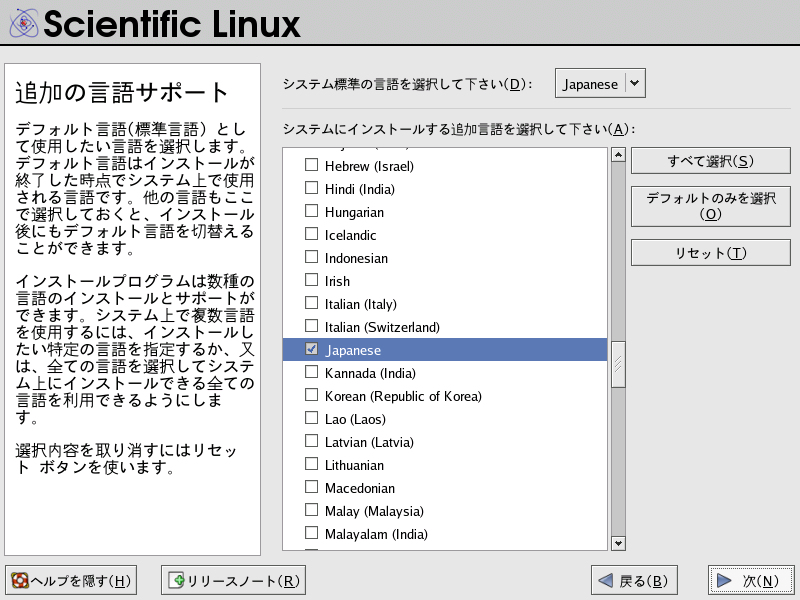 Scientific Linux
追加の言語サポート
デフォルト言語(標準言語) とし
て使用したい言語を選択します。
デフォルト言語はインストールが
終了した時点でシステム上で使用
される言語です。他の言語もここ
で選択しておくと、インストール
後にもデフォルト言語を切替える
ことができます。
インストールプログラムは数種の
言語のインストールとサポートが
できます。システム上で複数言語
を使用するには、インストールし
たい特定の言語を指定するか、又
は、全ての言語を選択してシステ
ム上にインストールできる全ての
言語を利用できるようにしま
す。
選択内容を取り消すにはリセッ
ト ボタンを使います。
システム標準の言語を選択して下さい(D): Japanese
システムにインストールする追加言語を選択して下さい(A):
Hebrew (Israel)
Hindi (India)
Hungarian
Icelandic
Indonesian
Irish
Italian (Italy)
Italian (Switzerland)
Japanese
Kannada (India)
Korean (Republic of Korea)
Lao (Laos)
Latvian (Latvia)
Lithuanian
Macedonian
Malay (Malaysia)
Malayalam (India)
すべて選択(S)
デフォルトのみを選択
(O)
リセット(T)
ヘルプを隠す(H)
リリースノート(R)
戻る(B)
次(N)